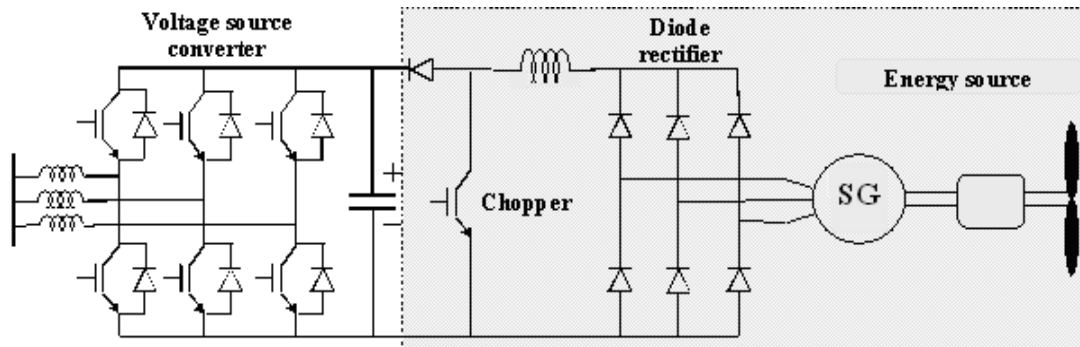 Voltage source
converter
Diode
rectifier
Energy source
+
-
Chopper
SG